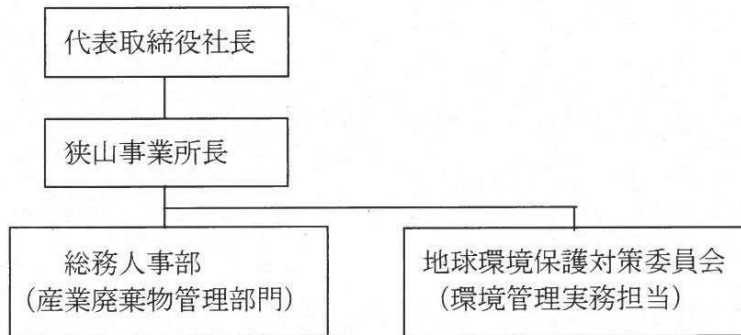 代表取締役社長
狭山事業所長
総務人事部
（産業廃棄物管理部門）
地球環境保護対策委員会
（環境管理実務担当）